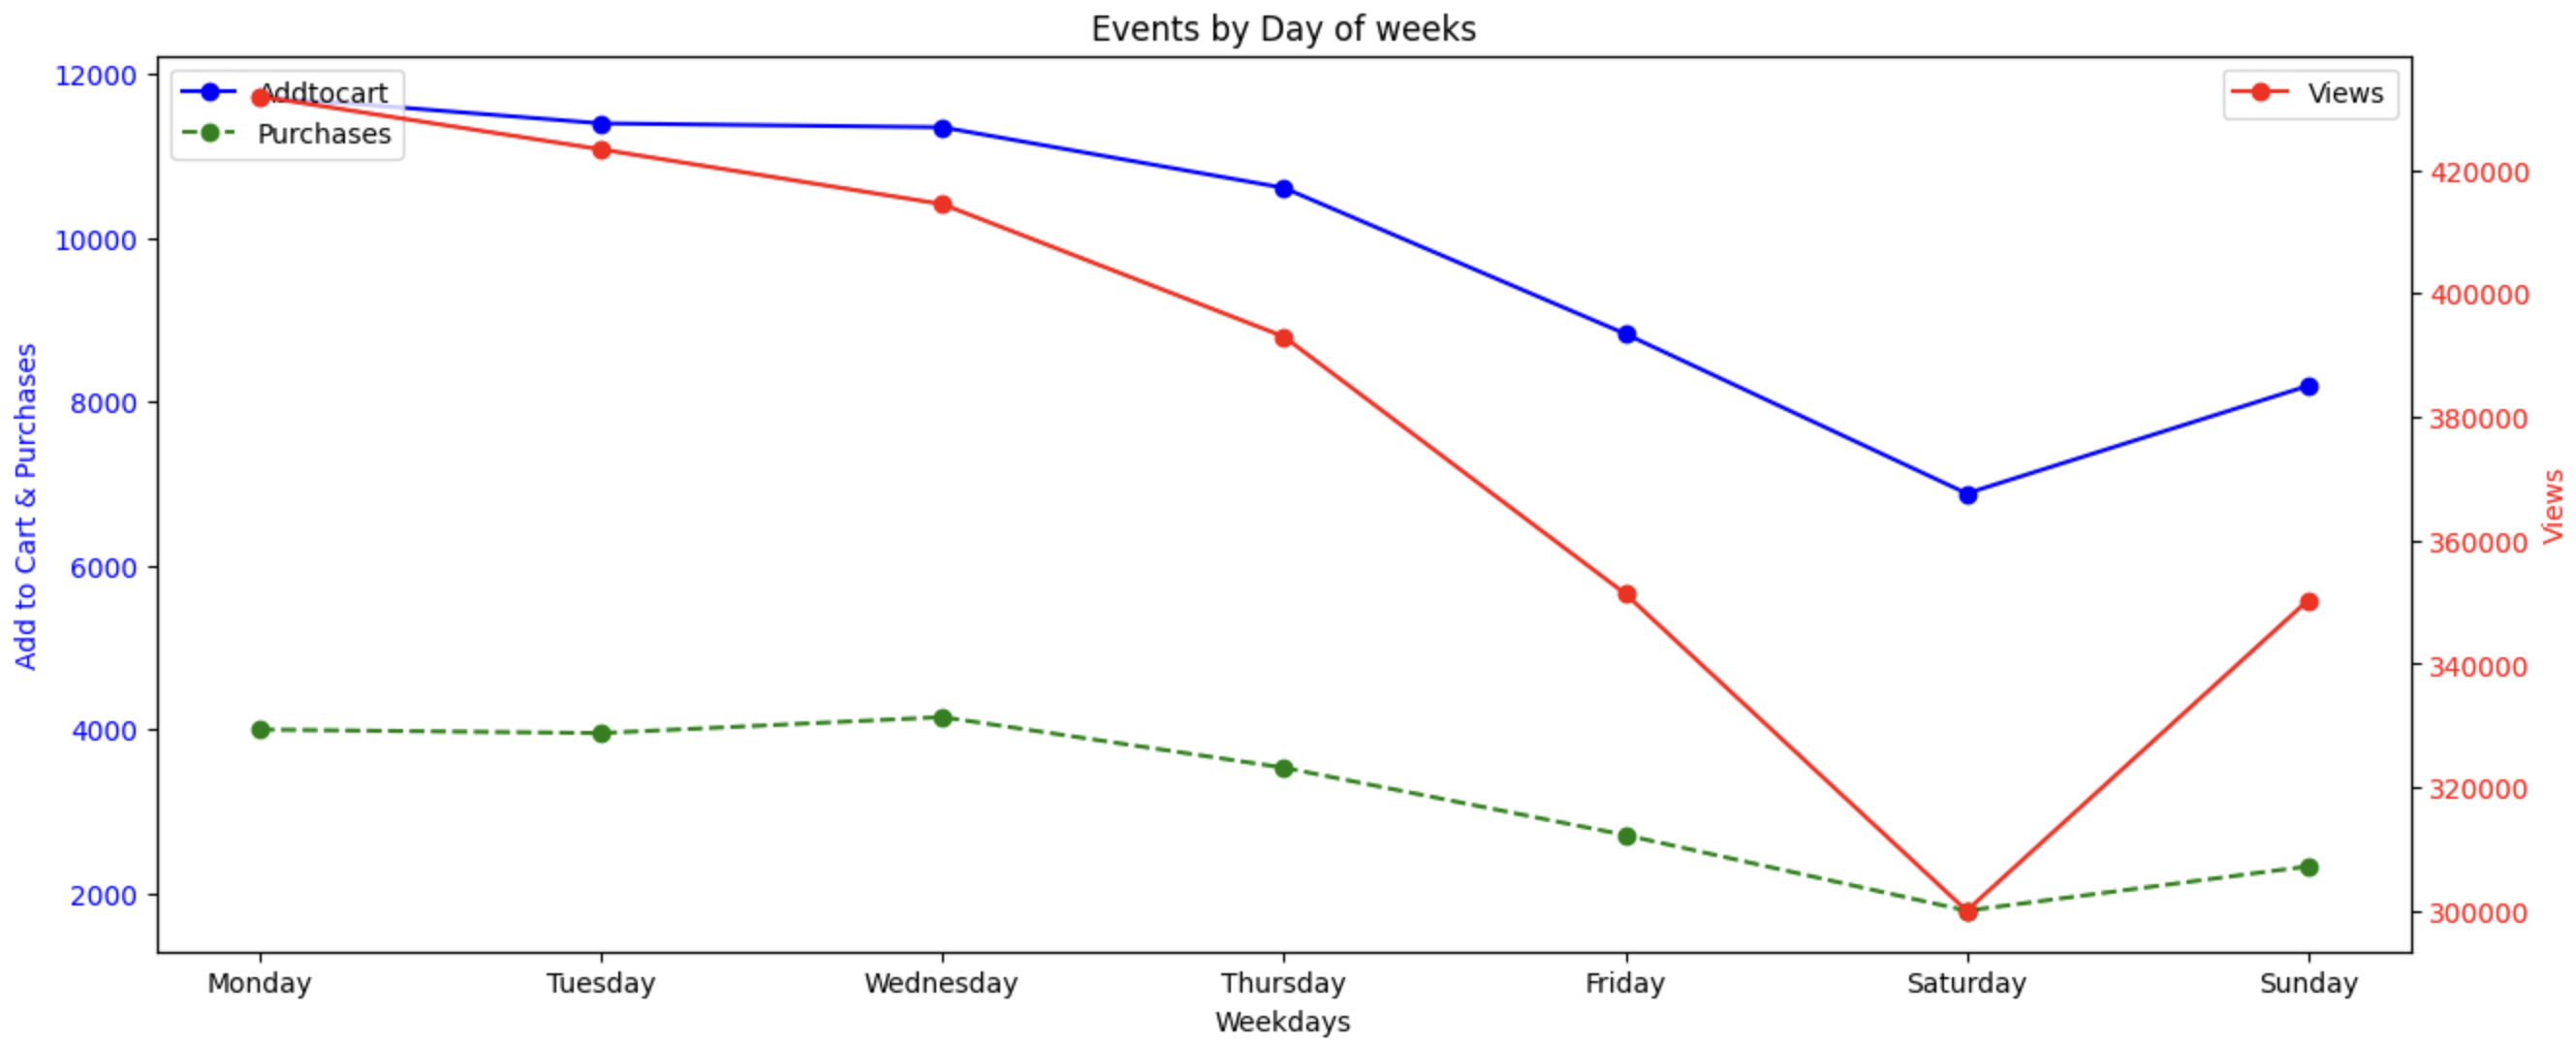 Events by Day of weeks
Addtocart
Purchases
Views
12000
10000
8000
6000
4000
2000
Add to Cart & Purchases
420000
400000
380000
360000
340000
320000
300000
Views
Monday Tuesday Wednesday Thursday Friday Saturday Sunday
Weekdays